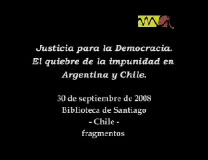 Justicia para la Democracia.
El quiebre de la impunidad en
Argentina y Chile.
30 de septiembre de 2008
Biblioteca de Santiago
- Chile -
fragmentos